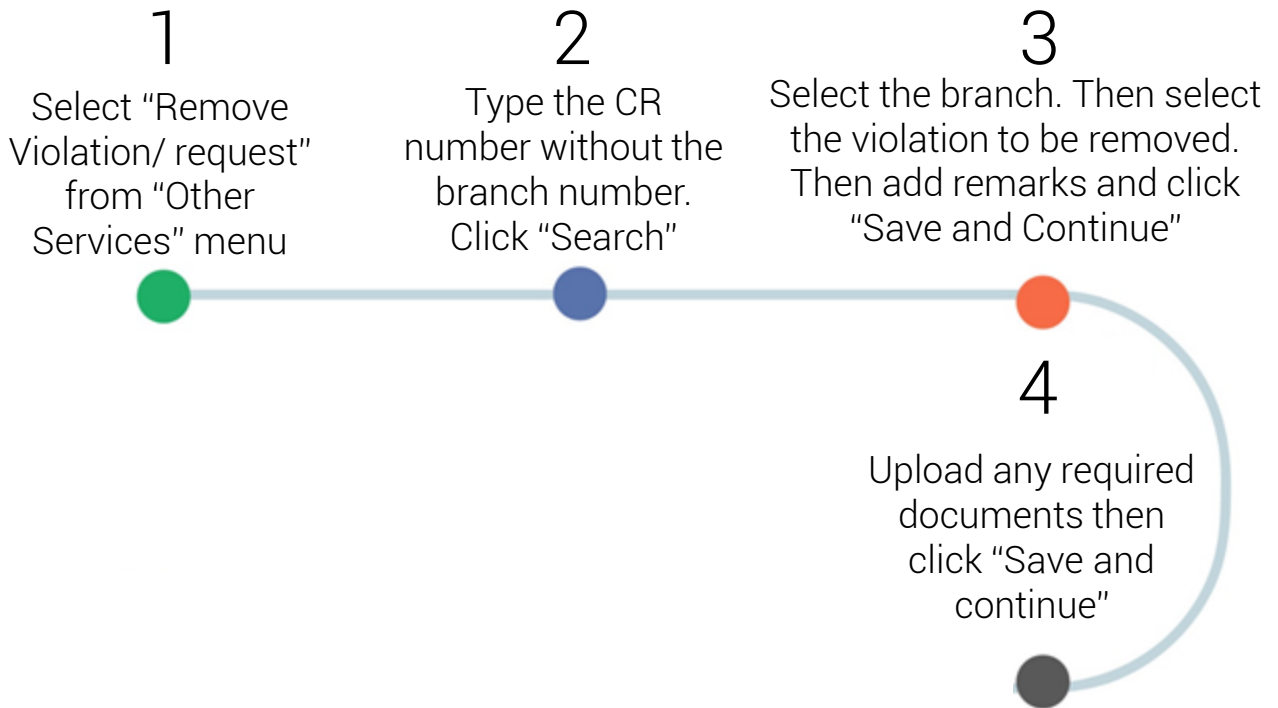 1
Select “Remove
Violation/ request”
from “Other
Services” menu
2
Type the CR
number without the
branch number.
Click “Search”
3
Select the branch. Then select
the violation to be removed.
Then add remarks and click
“Save and Continue”
4
Upload any required
documents then
click “Save and
continue”